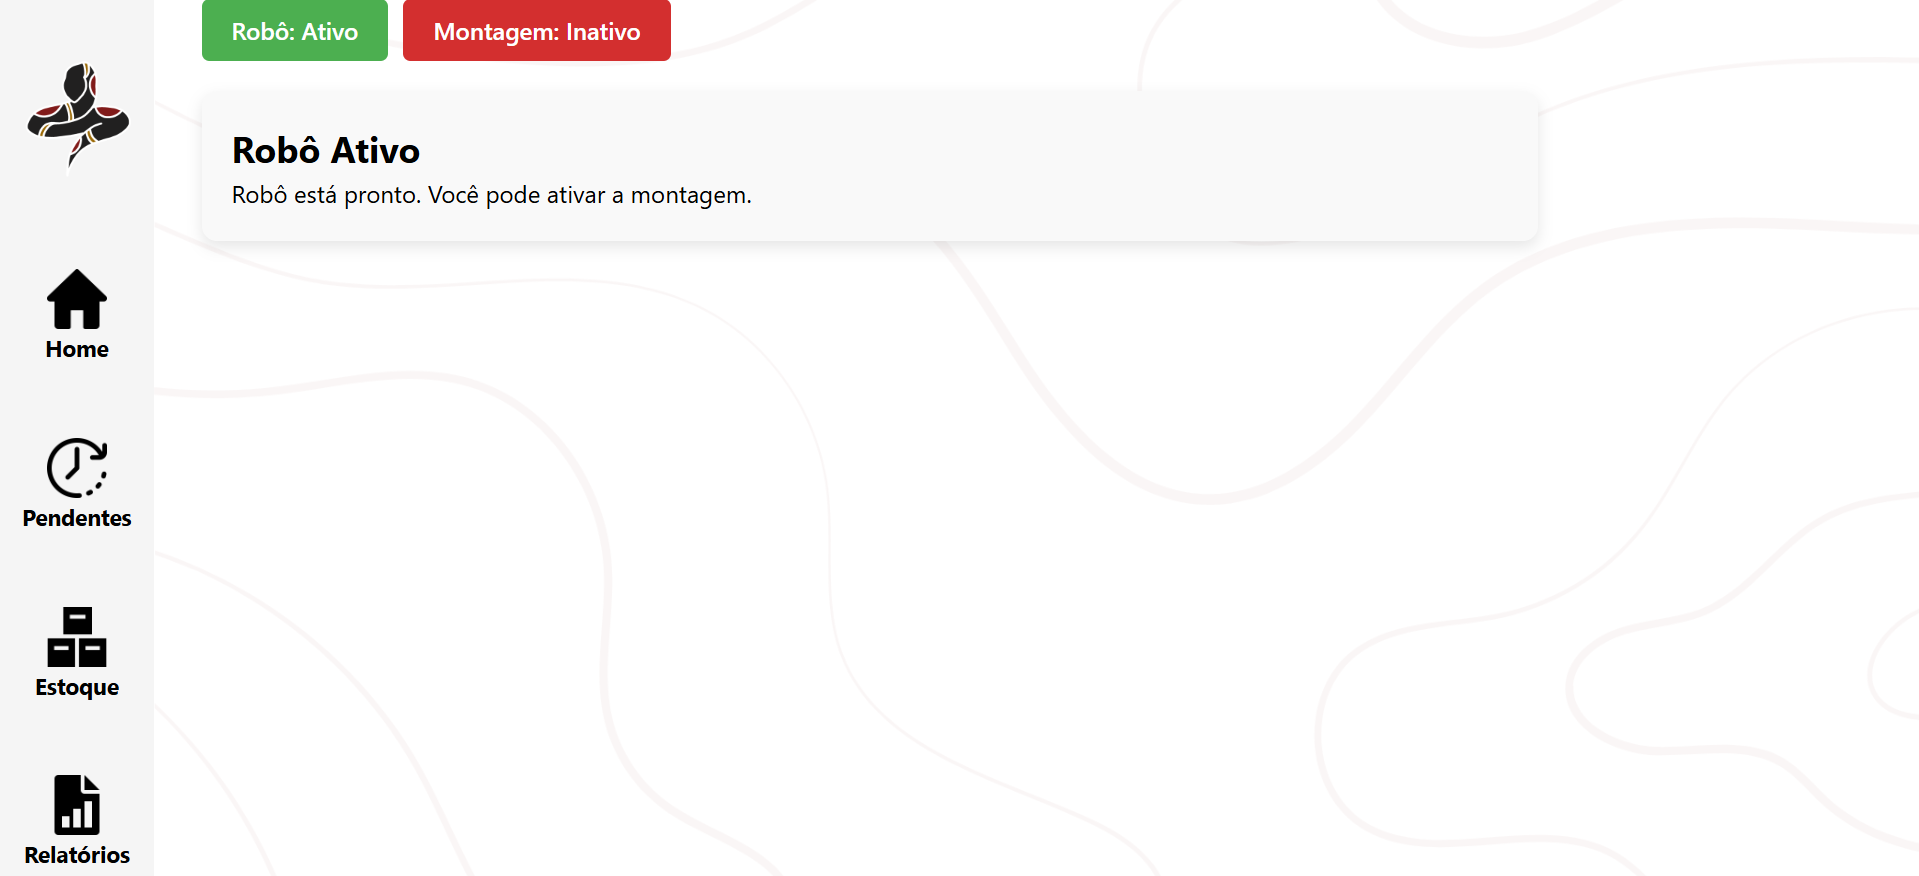 Robô: Ativo
Montagem: Inativo
Robô Ativo
Robô está pronto. Você pode ativar a montagem.
Home
Pendentes
Estoque
Relatórios